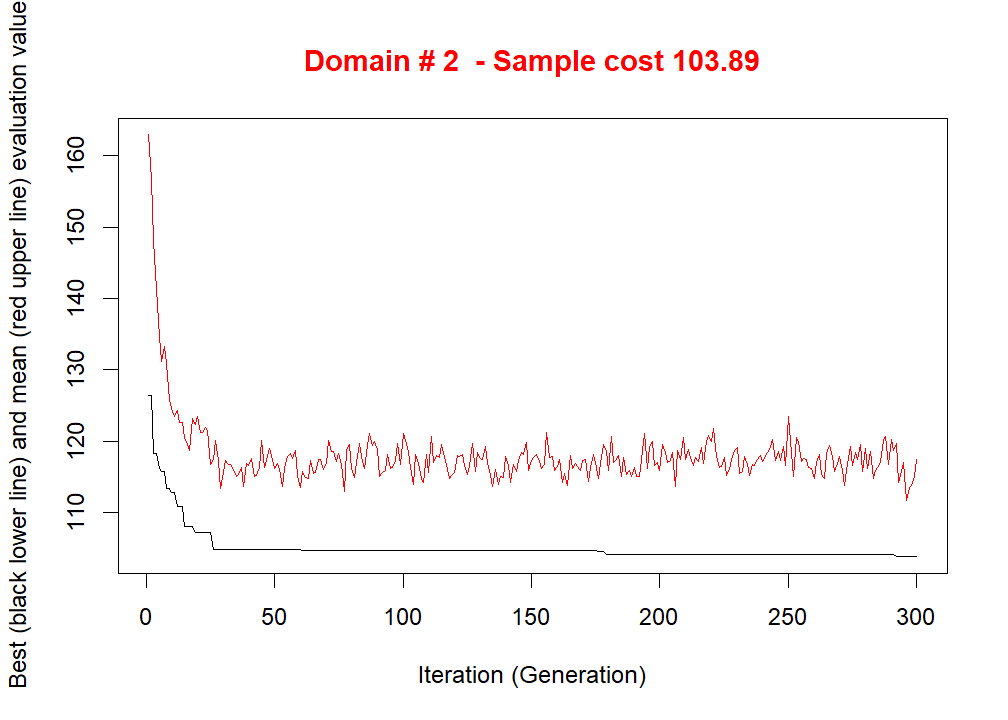 Domain # 2  - Sample cost 103.89
Best (black lower line) and mean (red upper line) evaluation value
160
150
140
130
120
110
0 50 100 150 200 250 300
Iteration (Generation)